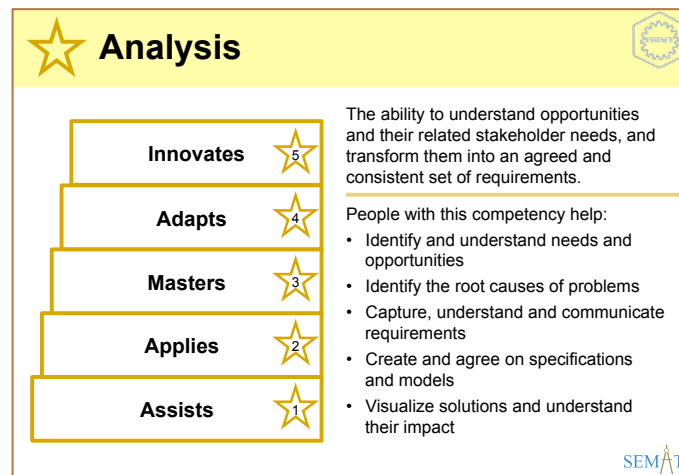 Analysis
ESSENCE
The ability to understand opportunities
and their related stakeholder needs, and
transform them into an agreed and
consistent set of requirements.
People with this competency help:
• Identify and understand needs and
opportunities
• Identify the root causes of problems
• Capture, understand and communicate
requirements
• Create and agree on specifications
and models
• Visualize solutions and understand
their impact
Innovates 5
Adapts 4
Masters 3
Applies 2
Assists 1
SEMAT